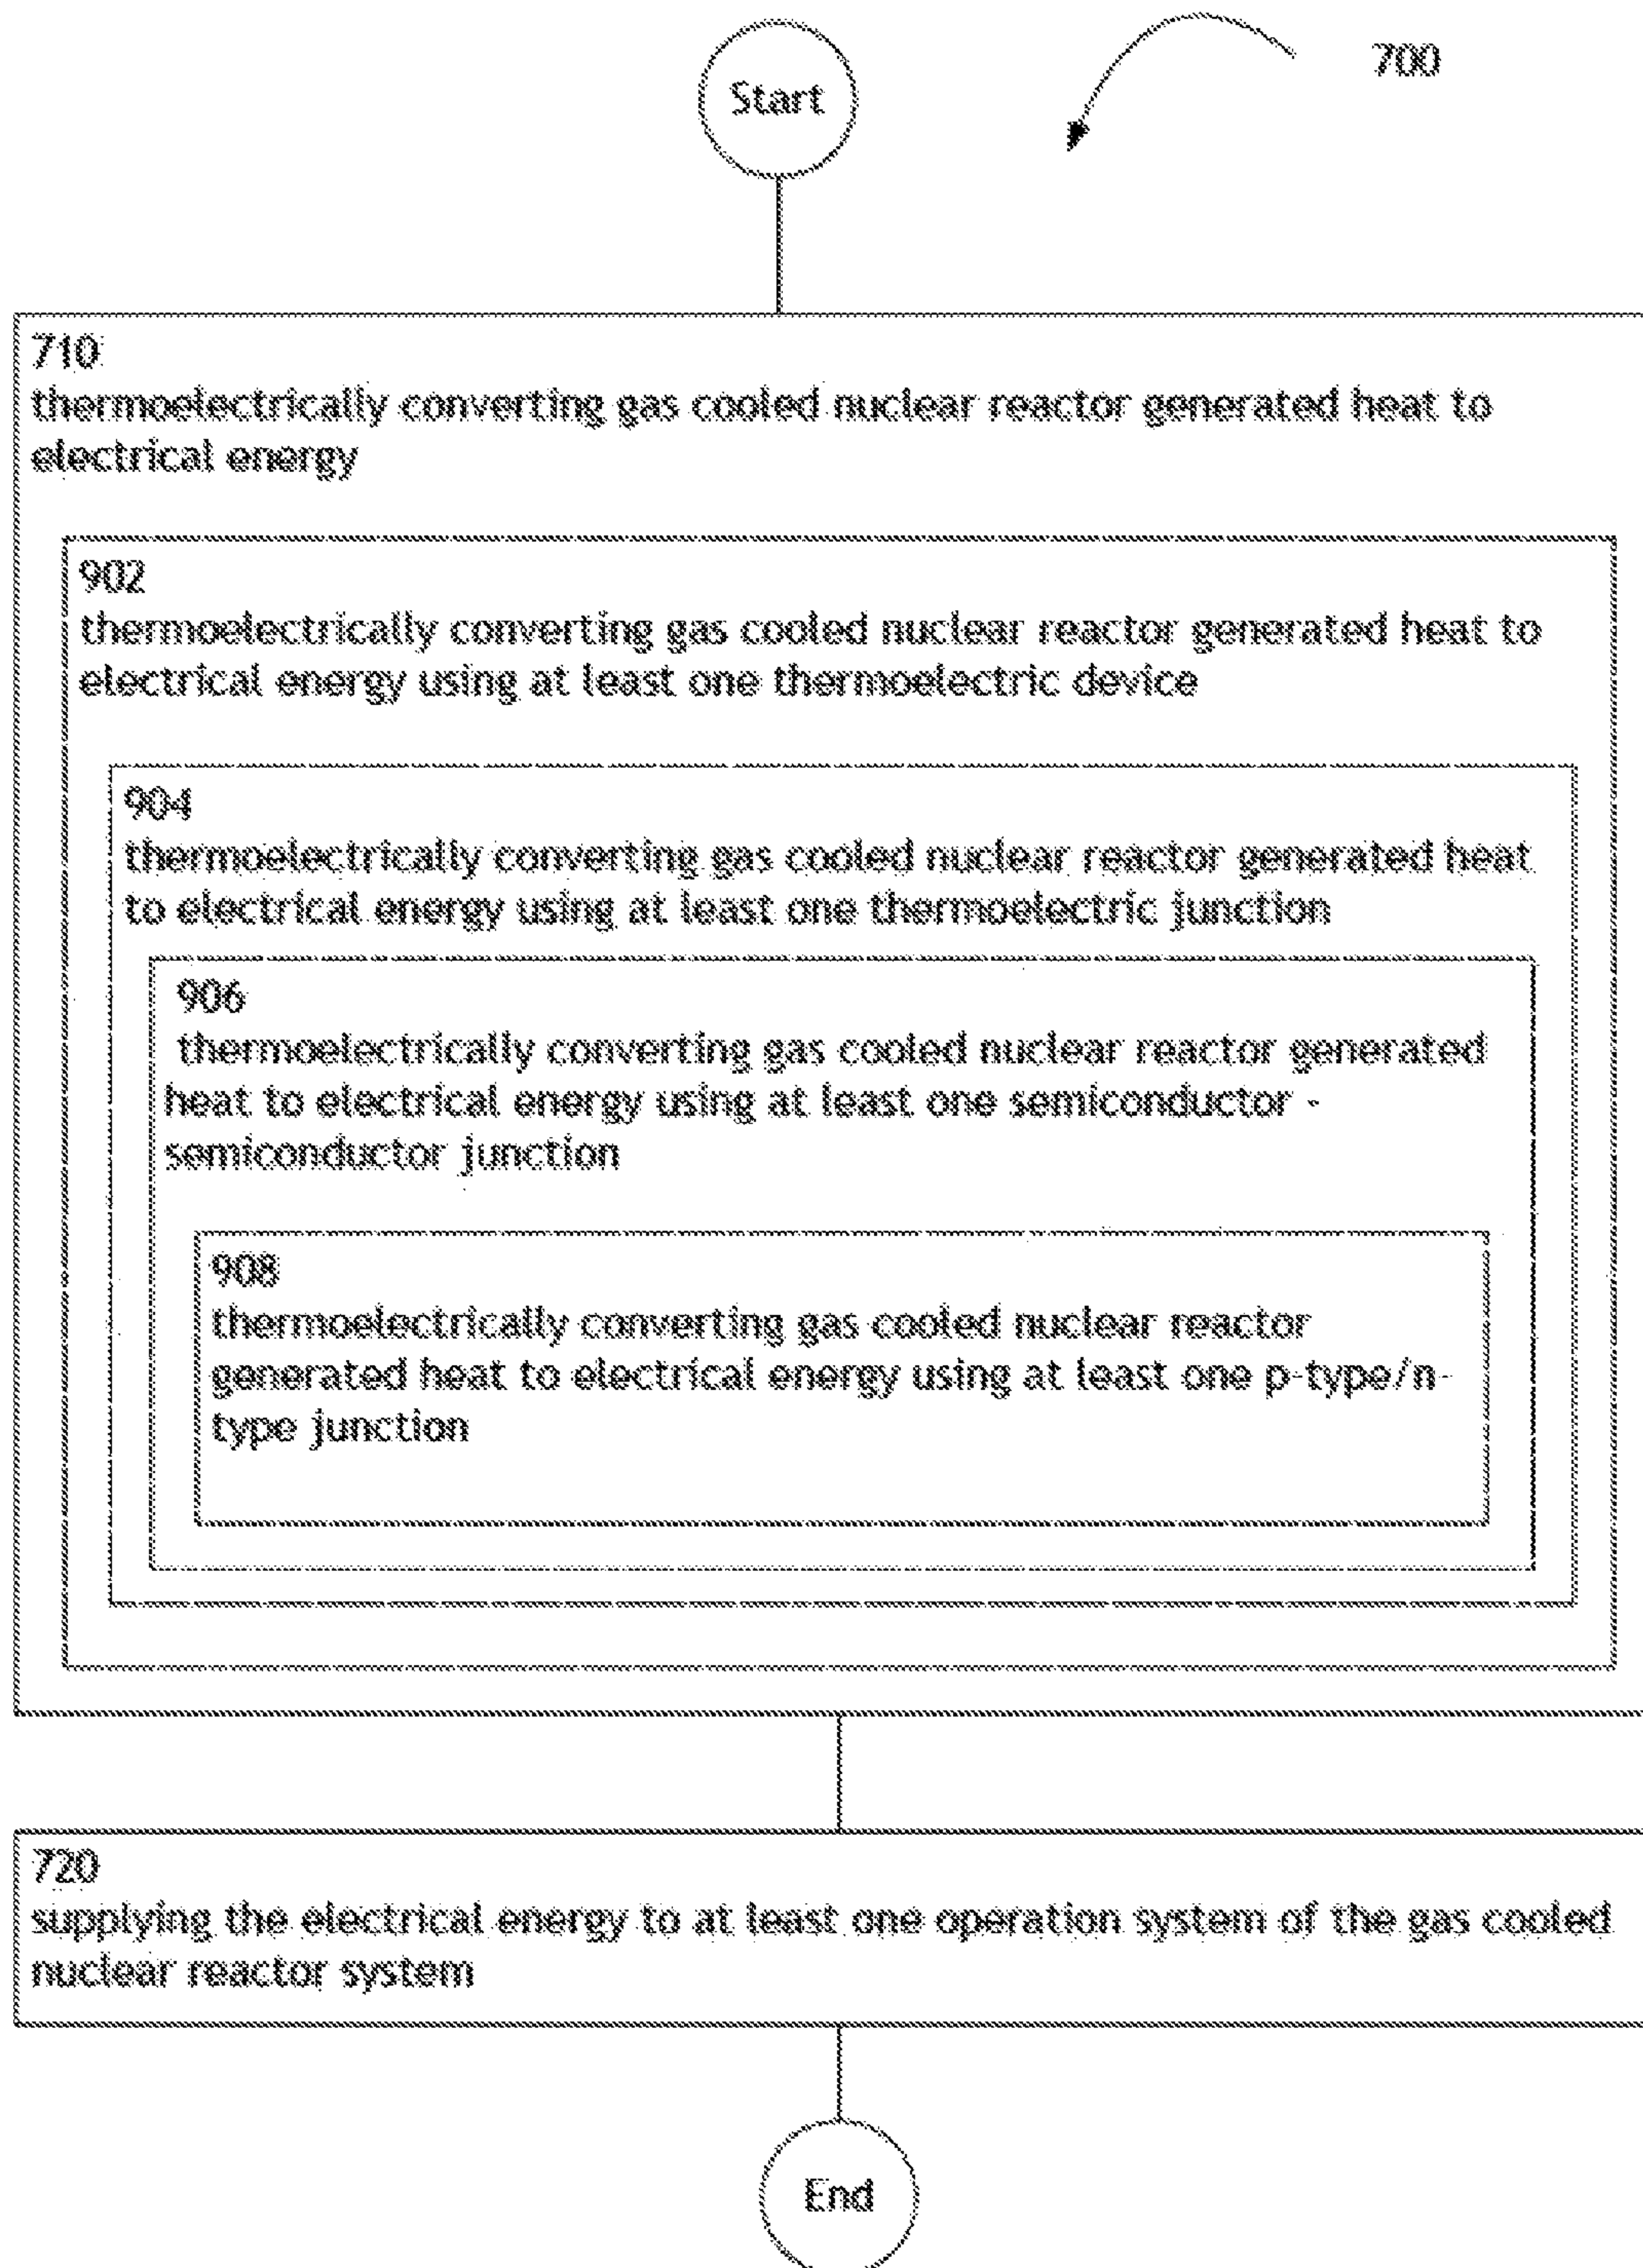 Start
700
710
thermoelectrically converting gas cooled nuclear reactor generated heat to
electrical energy
902
thermoelectrically converting gas cooled nuclear reactor generated heat to
electrical energy using at least one thermoelectric device
904
thermoelectrically converting gas cooled nuclear reactor generated heat
to electrical energy using at least one thermoelectric junction
906
thermoelectrically converting gas cooled nuclear reactor generated
heat to electrical energy using at least one semiconductor -
semiconductor junction
908
thermoelectrically converting gas cooled nuclear reactor
generated heat to electrical energy using at least one p-type/n-
type junction
720
supplying the electrical energy to at least one operation system of the gas cooled
nuclear reactor system
End